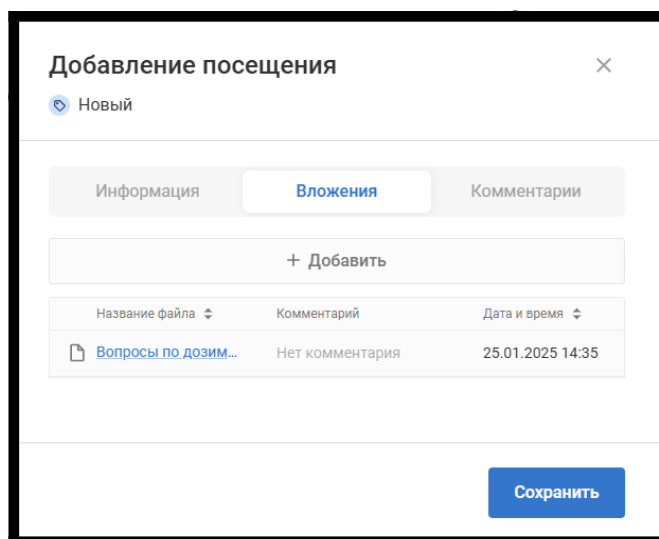 Добавление посещения
Новый
Информация Вложения Комментарии
+ Добавить
Название файла Комментарий Дата и время
Вопросы по дозим... Нет комментария 25.01.2025 14:35
Сохранить